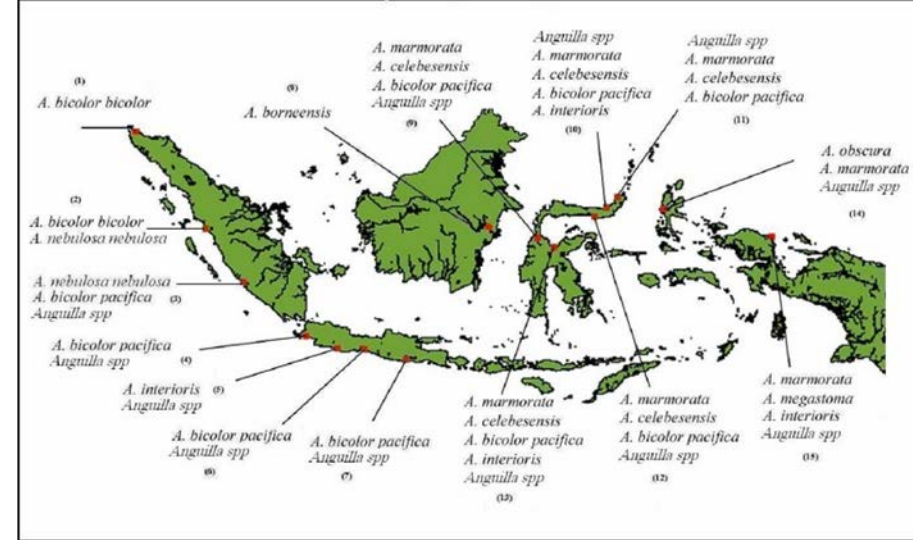 (1)
A. bicolor bicolor
(2)
A. bicolor bicolor
A. nebulosa nebulosa
A. nebulosa nebulosa
A. bicolor pacifica (3)
Anguilla spp
A. bicolor pacifica (4)
Anguilla spp
A. interioris (5)
Anguilla spp
A. bicolor pacifica
Anguilla spp
(6)
A. bicolor pacifica
Anguilla spp
(7)
(8)
A. borneensis
A. marmorata
A. celebesensis
A. bicolor pacifica
Anguilla spp
(9)
Anguilla spp
A. marmorata
A. celebesensis
A. bicolor pacifica
A. interioris
(10)
Anguilla spp
A. marmorata
A. celebesensis
A. bicolor pacifica
(11)
A. obscura
A. marmorata
Anguilla spp
(14)
A. marmorata
A. celebesensis
A. bicolor pacifica
A. interioris
Anguilla spp
(13)
A. marmorata
A. celebesensis
A. bicolor pacifica
Anguilla spp
(12)
A. marmorata
A. megastoma
A. interioris
Anguilla spp
(15)